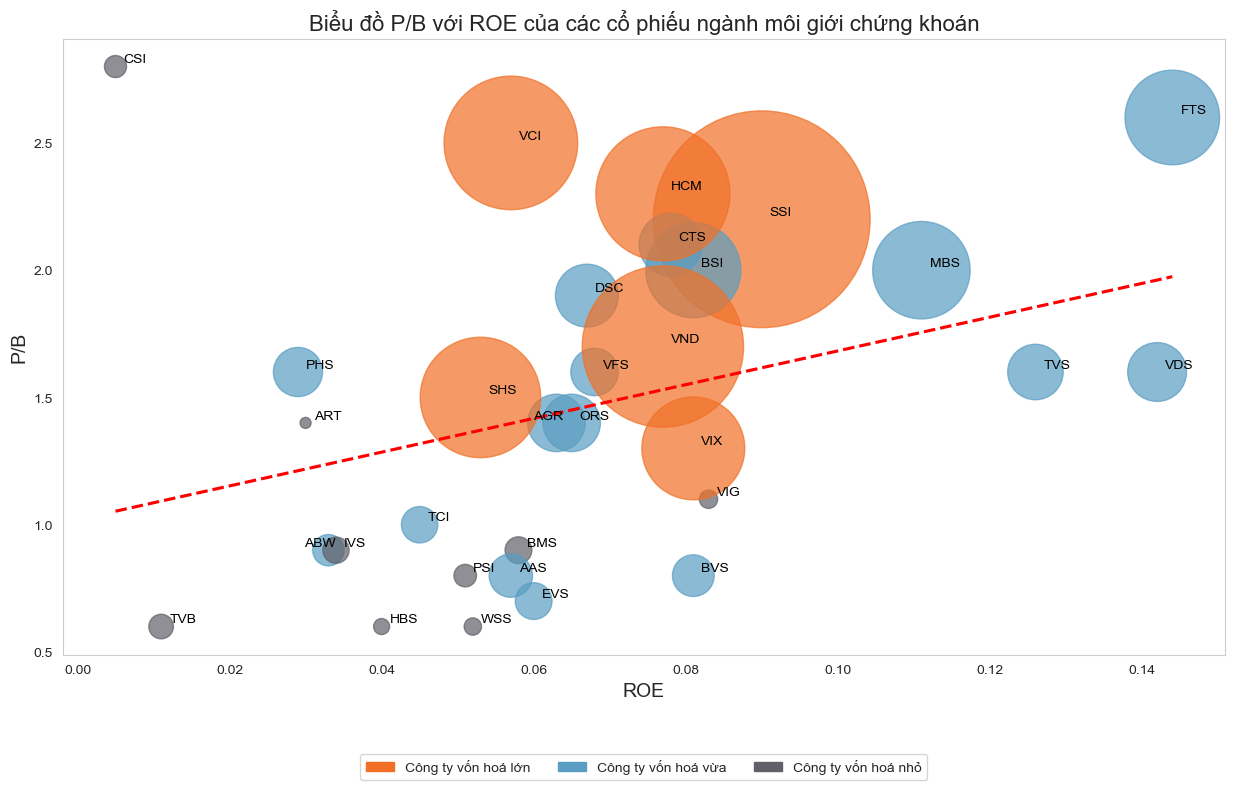 Biểu đồ P/B với ROE của các cổ phiếu ngành môi giới chứng khoán
CSI
FTS
VCI
2.5
HCM
SSI
CTS
BSI
MBS
2.0
DSC
P/B
VND
PHS
VFS
TVS
VDS
SHS
1.5
ART
AGR
ORS
VIX
VIG
TCI
1.0
ABW
IVS
BMS
PSI
AAS
BVS
EVS
TVB
HBS
WSS
0.5
0.00
0.02
0.04
0.06
0.08
0.10
0.12
0.14
ROE
Công ty vốn hoá lớn
Công ty vốn hoá vừa
Công ty vốn hoá nhỏ